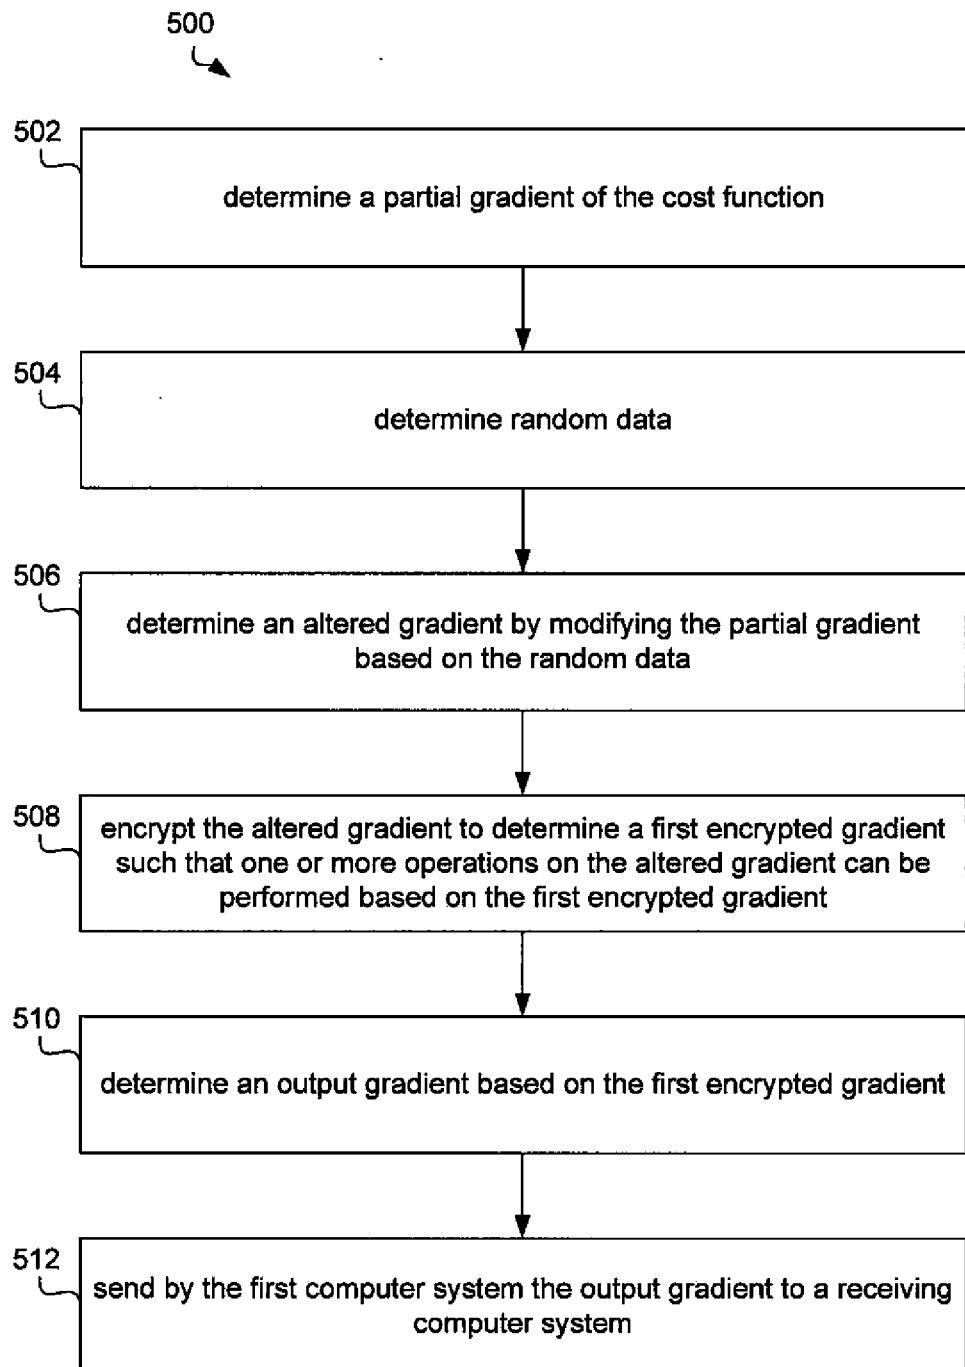 500
502
determine a partial gradient of the cost function
504
determine random data
506
determine an altered gradient by modifying the partial gradient
based on the random data
508
encrypt the altered gradient to determine a first encrypted gradient
such that one or more operations on the altered gradient can be
performed based on the first encrypted gradient
510
determine an output gradient based on the first encrypted gradient
512
send by the first computer system the output gradient to a receiving
computer system